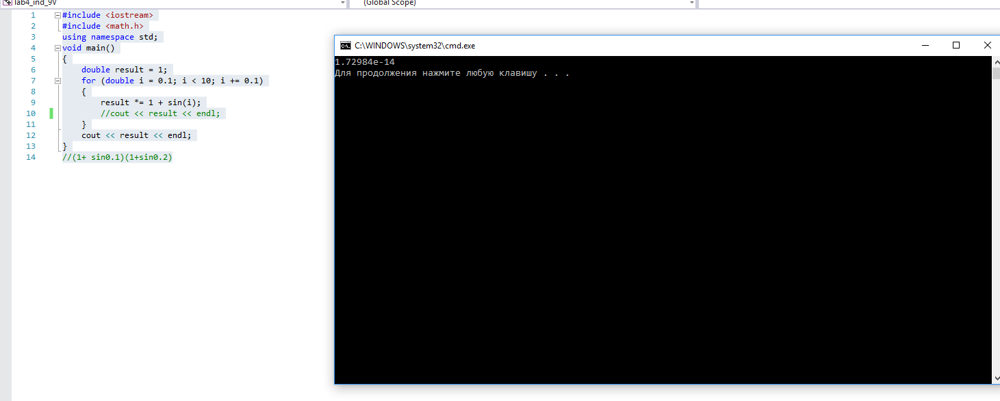 lab4_ind_9V
(Global Scope)
1 #include <iostream>
2 #include <math.h>
3 using namespace std;
4 void main()
5 {
6 double result = 1;
7 for (double i = 0.1; i < 10; i += 0.1)
8 {
9 result *= 1 + sin(i);
10 //cout << result << endl;
11 }
12 cout << result << endl;
13 }
14 //(1+ sin0.1)(1+sin0.2)
C:\WINDOWS\system32\cmd.exe
1.72984e-14
Для продолжения нажмите любую клавишу . . .